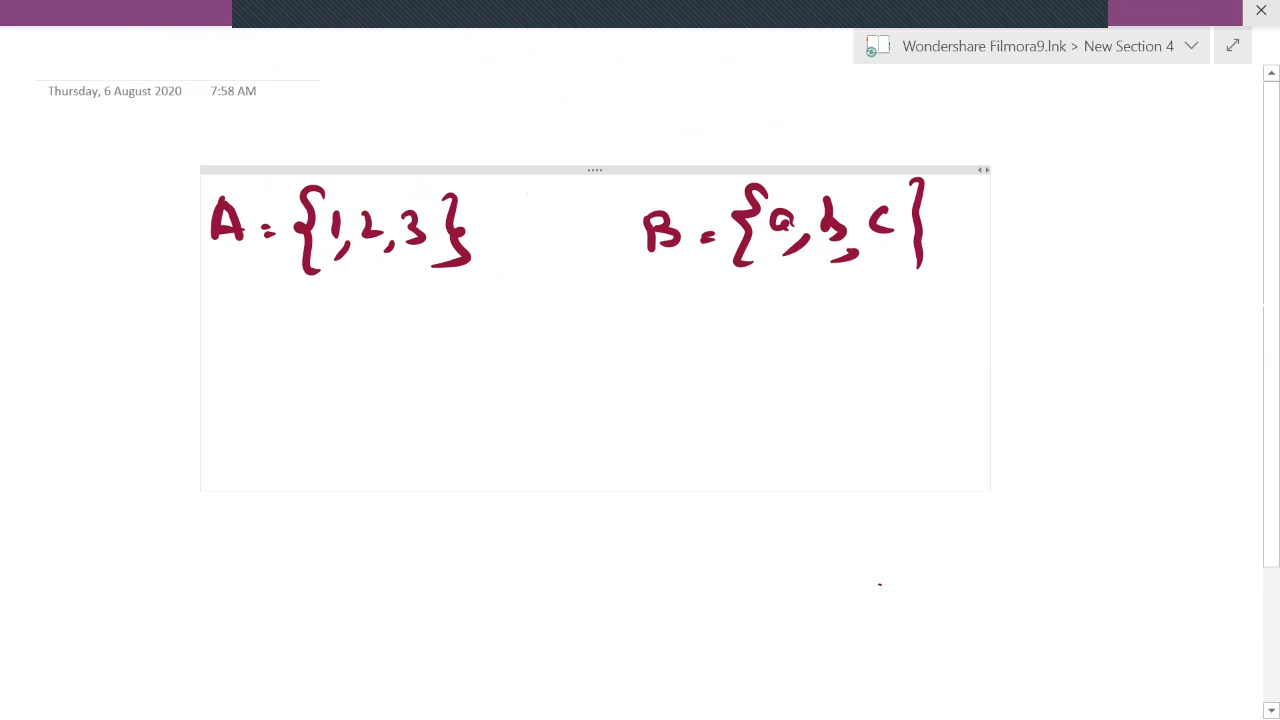 Wondershare Filmora9.lnk > New Section 4
Thursday, 6 August 2020 7:58 AM
A = {1,2,3} B = {a,b,c}